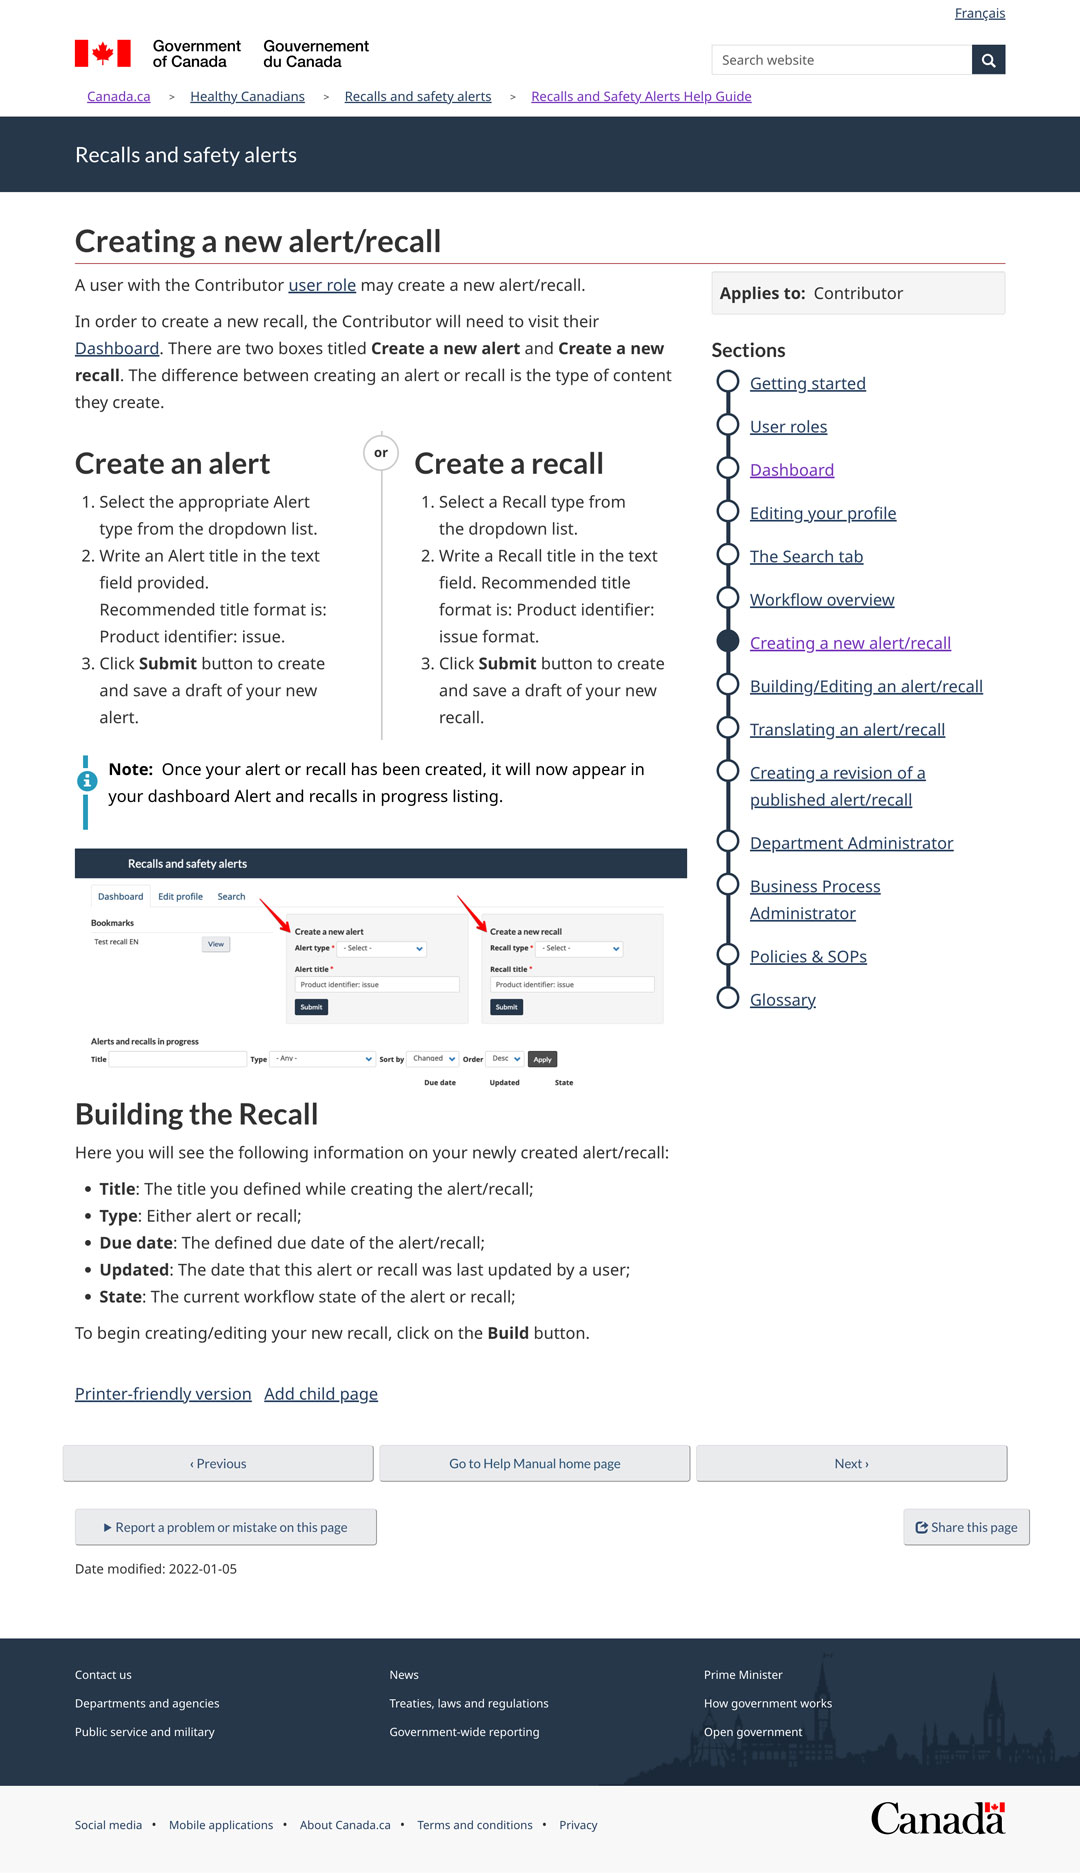 Français
Government
of Canada
Gouvernement
du Canada
Search website
Canada.ca > Healthy Canadians > Recalls and safety alerts > Recalls and Safety Alerts Help Guide
Recalls and safety alerts
Creating a new alert/recall
A user with the Contributor user role may create a new alert/recall.
In order to create a new recall, the Contributor will need to visit their
Dashboard. There are two boxes titled Create a new alert and Create a new
recall. The difference between creating an alert or recall is the type of content
they create.
Create an alert
1. Select the appropriate Alert
type from the dropdown list.
2. Write an Alert title in the text
field provided.
Recommended title format is:
Product identifier: issue.
3. Click Submit button to create
and save a draft of your new
alert.
or
Create a recall
1. Select a Recall type from
the dropdown list.
2. Write a Recall title in the text
field. Recommended title
format is: Product identifier:
issue format.
3. Click Submit button to create
and save a draft of your new
recall.
Note: Once your alert or recall has been created, it will now appear in
your dashboard Alert and recalls in progress listing.
Recalls and safety alerts
Dashboard Edit profile Search
Bookmarks
Test recall EN View
Create a new alert
Alert type * - Select -
Alert title *
Product identifier: issue
Submit
Create a new recall
Recall type * - Select -
Recall title *
Product identifier: issue
Submit
Alerts and recalls in progress
Title Type - Any - Sort by Changed Order Desc Apply
Due date Updated State
Building the Recall
Here you will see the following information on your newly created alert/recall:
• Title: The title you defined while creating the alert/recall;
• Type: Either alert or recall;
• Due date: The defined due date of the alert/recall;
• Updated: The date that this alert or recall was last updated by a user;
• State: The current workflow state of the alert or recall;
To begin creating/editing your new recall, click on the Build button.
Printer-friendly version Add child page
Applies to: Contributor
Sections
Getting started
User roles
Dashboard
Editing your profile
The Search tab
Workflow overview
Creating a new alert/recall
Building/Editing an alert/recall
Translating an alert/recall
Creating a revision of a
published alert/recall
Department Administrator
Business Process
Administrator
Policies & SOPs
Glossary
‹ Previous
Go to Help Manual home page
Next ›
Report a problem or mistake on this page
Share this page
Date modified: 2022-01-05
Contact us
Departments and agencies
Public service and military
News
Treaties, laws and regulations
Government-wide reporting
Prime Minister
How government works
Open government
Social media • Mobile applications • About Canada.ca • Terms and conditions • Privacy
Canada